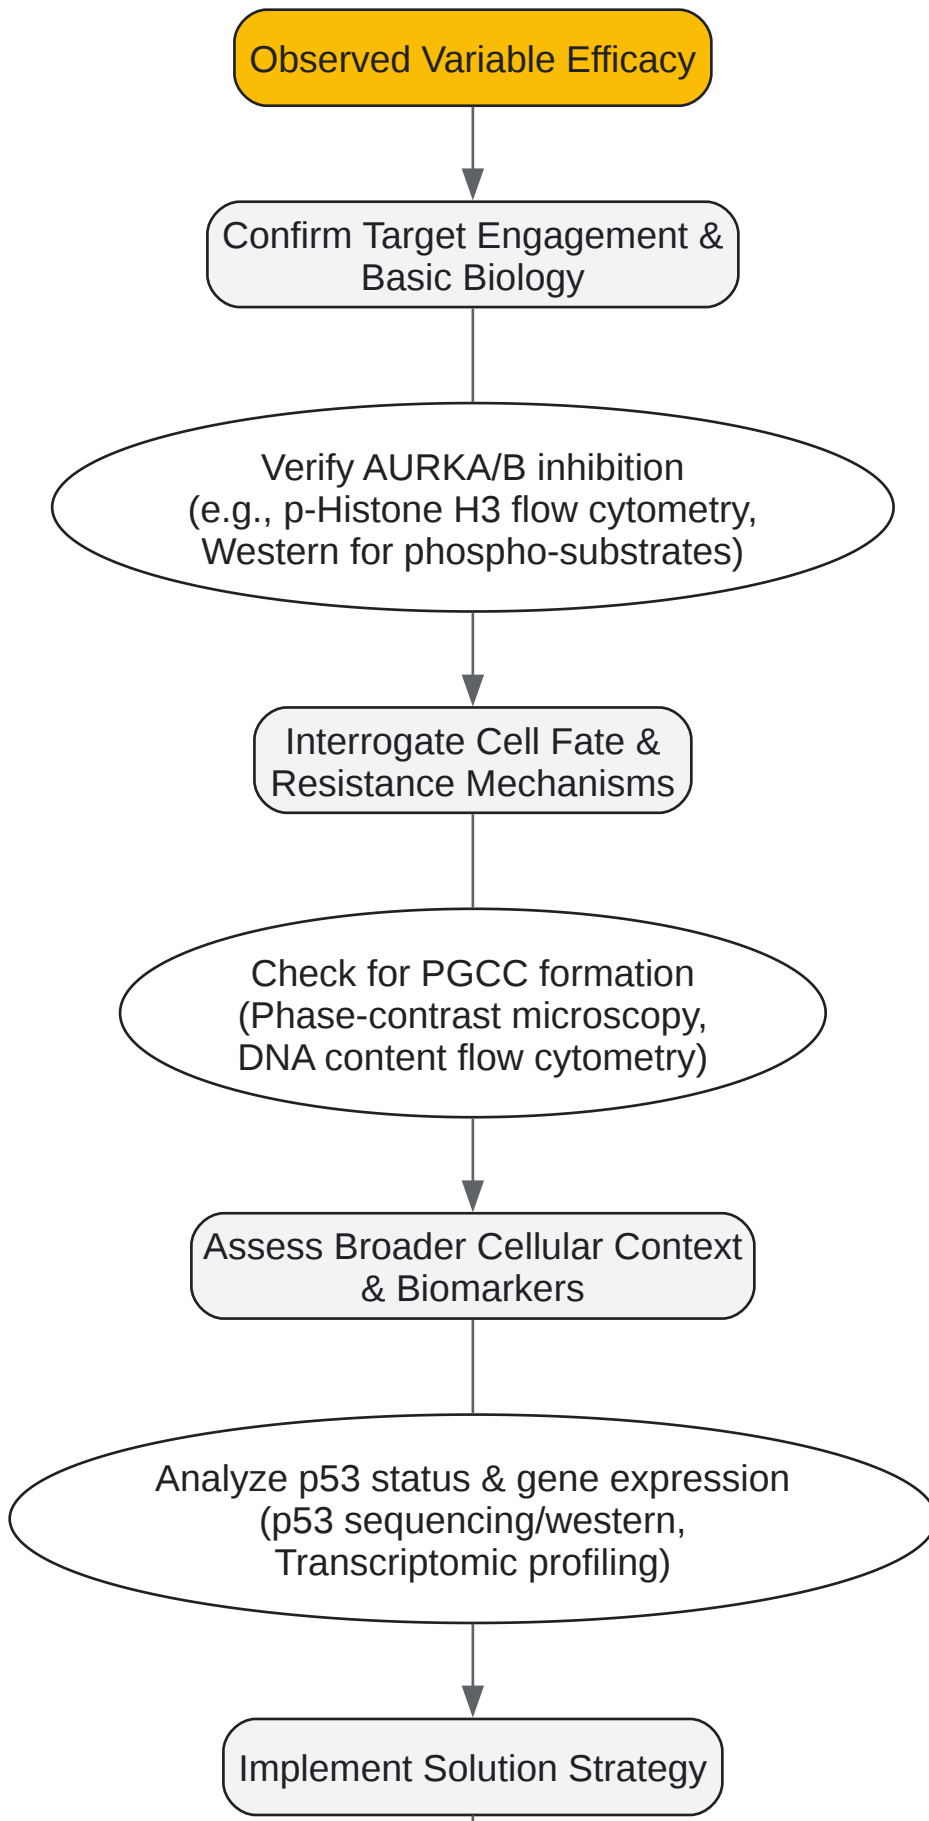 Observed Variable Efficacy
Confirm Target Engagement &
Basic Biology
Verify AURKA/B inhibition
(e.g., p-Histone H3 flow cytometry,
Western for phospho-substrates)
Interrogate Cell Fate &
Resistance Mechanisms
Check for PGCC formation
(Phase-contrast microscopy,
DNA content flow cytometry)
Assess Broader Cellular Context
& Biomarkers
Analyze p53 status & gene expression
(p53 sequencing/western,
Transcriptomic profiling)
Implement Solution Strategy